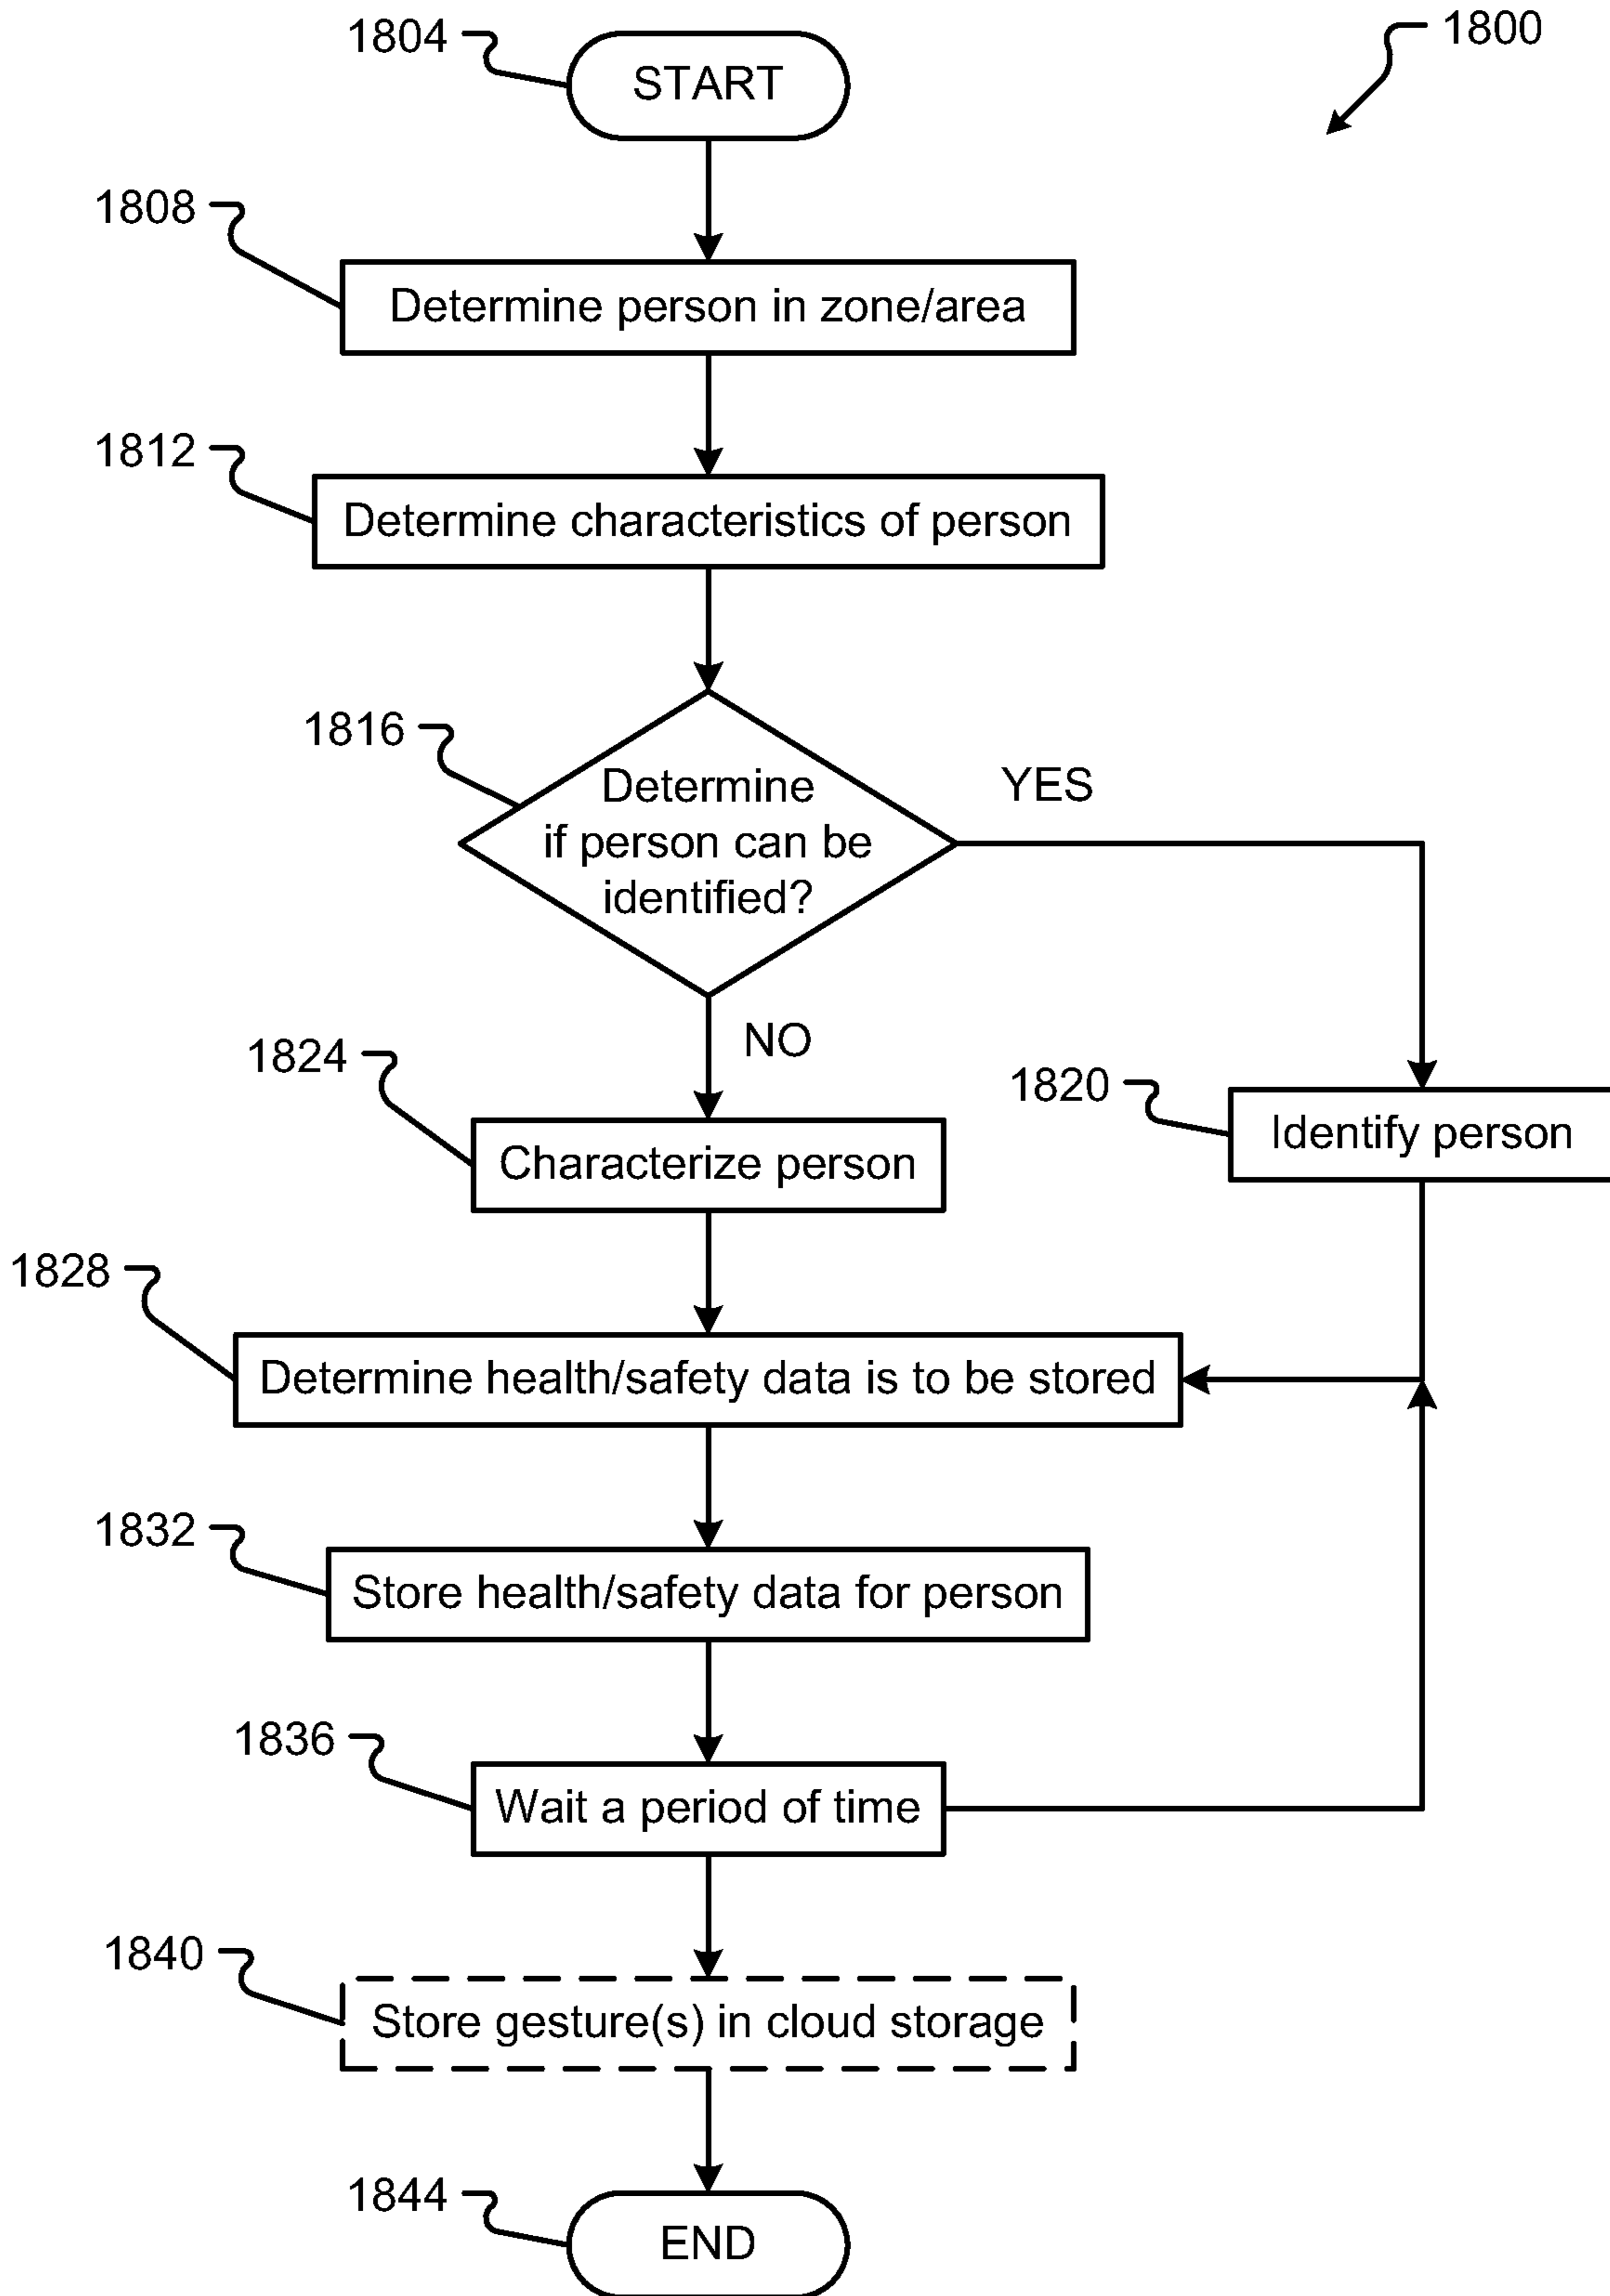 1800
1804
START
1808
Determine person in zone/area
1812
Determine characteristics of person
1816
Determine
if person can be
identified?
YES
NO
1824
Characterize person
1820
Identify person
1828
Determine health/safety data is to be stored
1832
Store health/safety data for person
1836
Wait a period of time
1840
Store gesture(s) in cloud storage
1844
END